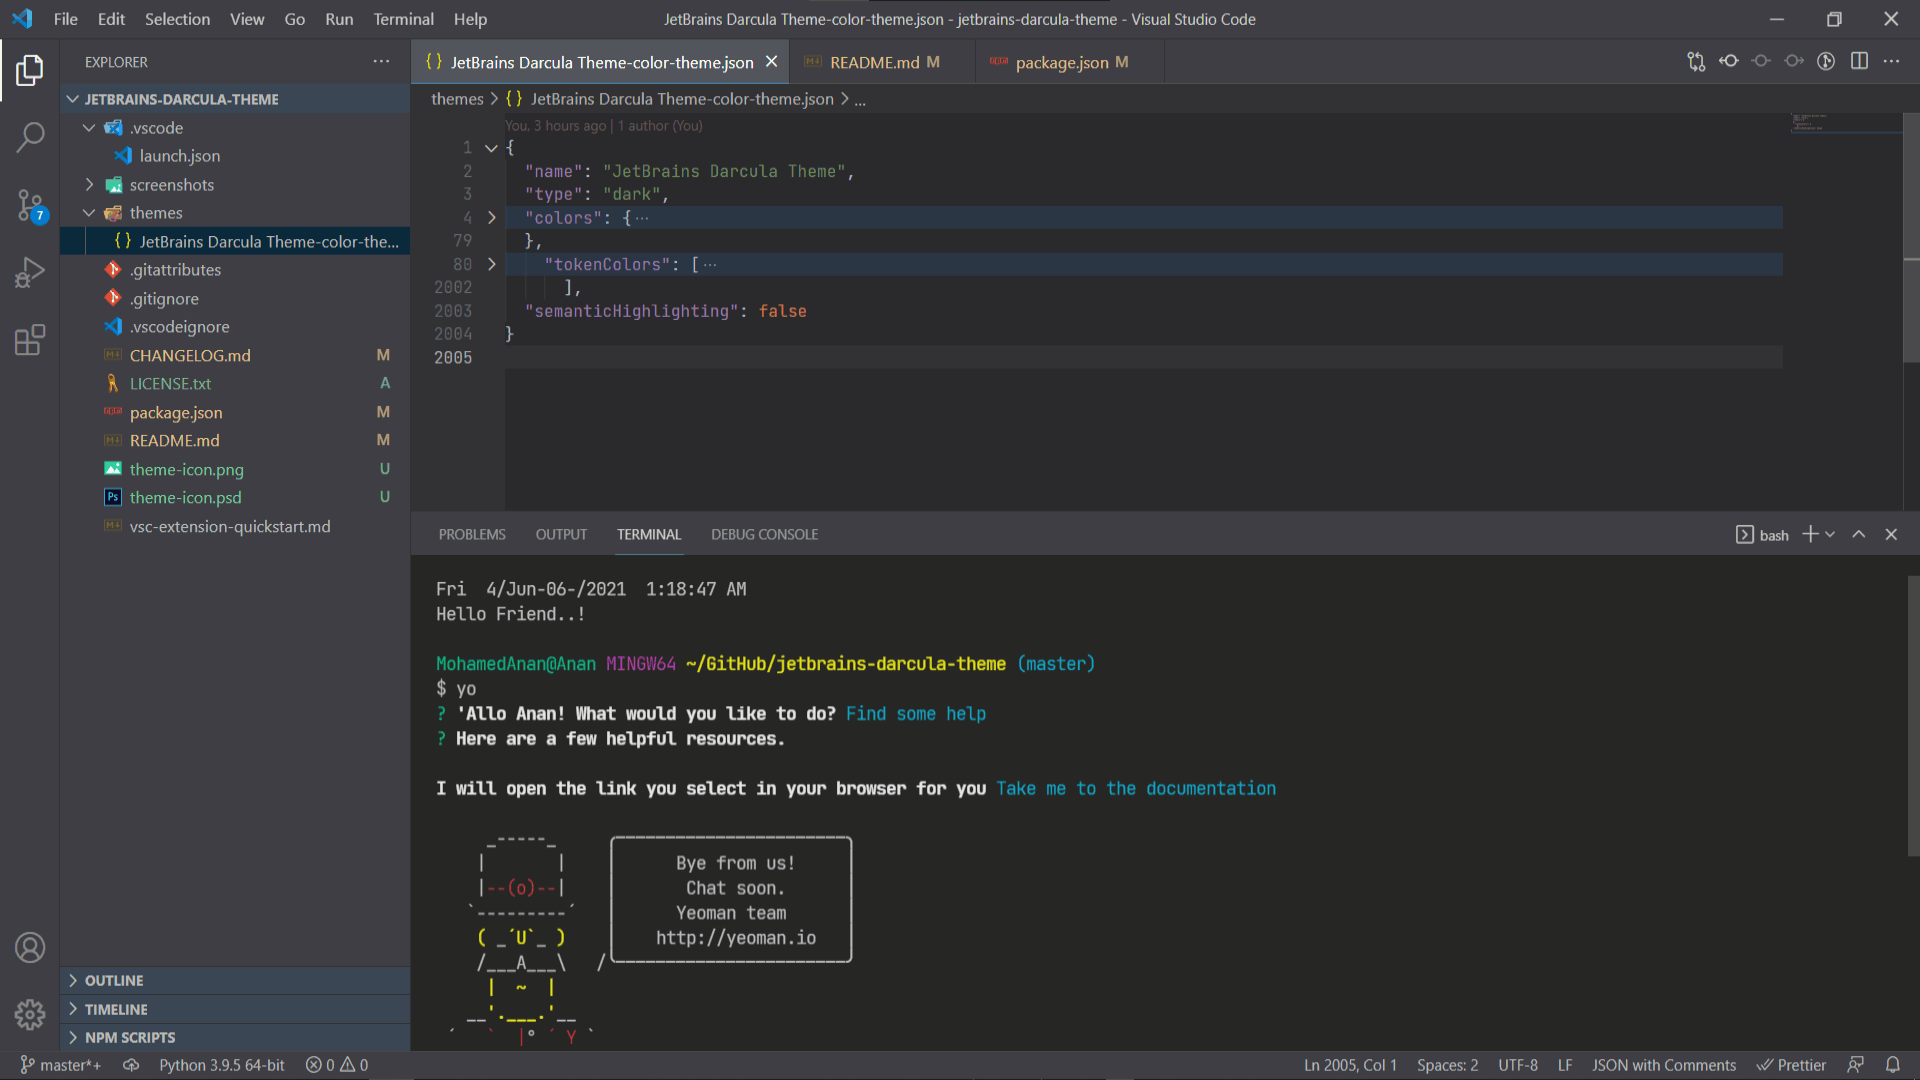 File Edit Selection View Go Run Terminal Help
JetBrains Darcula Theme-color-theme.json - jetbrains-darcula-theme - Visual Studio Code
EXPLORER
JETBRAINS-DARCULA-THEME
.vscode
launch.json
screenshots
themes
{} JetBrains Darcula Theme-color-the...
.gitattributes
.gitignore
.vscodeignore
CHANGELOG.md M
LICENSE.txt A
package.json M
README.md M
theme-icon.png U
Ps theme-icon.psd U
vsc-extension-quickstart.md
OUTLINE
TIMELINE
NPM SCRIPTS
7
{} JetBrains Darcula Theme-color-theme.json
README.md M
package.json M
themes > {} JetBrains Darcula Theme-color-theme.json > ...
You, 3 hours ago | 1 author (You)
1 {
2 "name": "JetBrains Darcula Theme",
3 "type": "dark",
4 "colors": {...
79 },
80 "tokenColors": [...
2002 ],
2003 "semanticHighlighting": false
2004 }
2005
PROBLEMS OUTPUT TERMINAL DEBUG CONSOLE
bash
Fri  4/Jun-06-/2021  1:18:47 AM
Hello Friend..!
MohamedAnan@Anan MINGW64 ~/GitHub/jetbrains-darcula-theme (master)
$ yo
? 'Allo Anan! What would you like to do? Find some help
? Here are a few helpful resources.
I will open the link you select in your browser for you Take me to the documentation
     _-----_     ╭───────────────────────╮
    |       |    │      Bye from us!     │
    |--(o)--|    │       Chat soon.      │
   `---------´   │      Yeoman team      │
    ( _´U`_ )    │    http://yeoman.io   │
    /___A___\   /╰───────────────────────╯
     |  ~  |
   __'.___.'__
 ´   `  |° ´ Y `
master*+ Python 3.9.5 64-bit 0 0
Ln 2005, Col 1 Spaces: 2 UTF-8 LF JSON with Comments Prettier